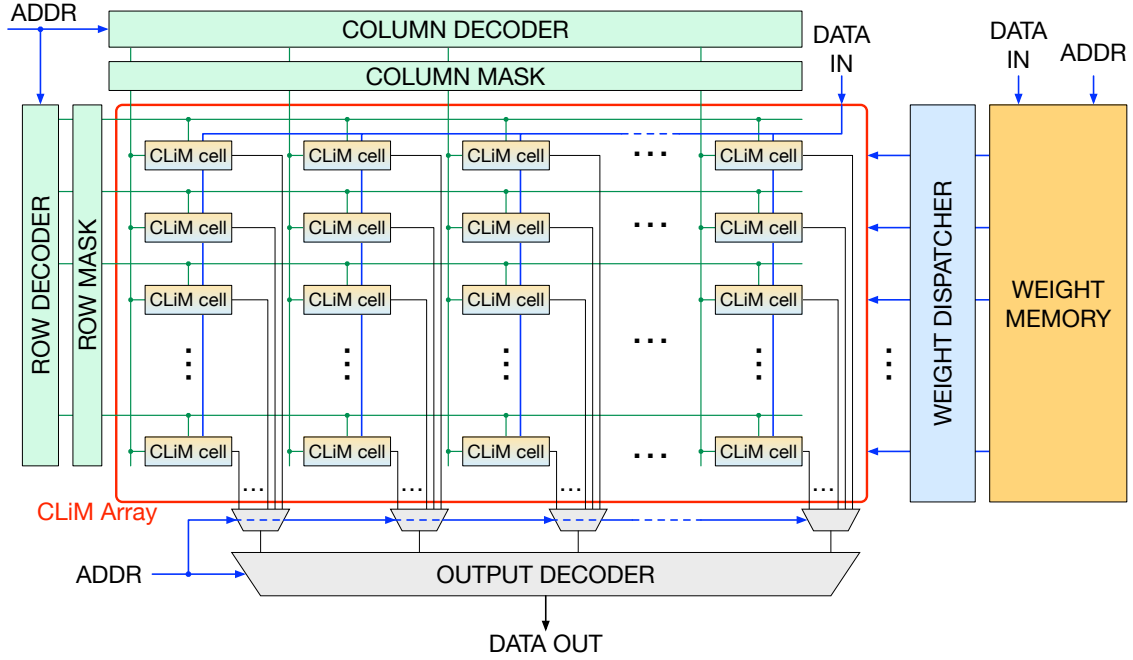 ADDR
COLUMN DECODER
DATA
IN
DATA
IN
ADDR
COLUMN MASK
ROW DECODER
ROW MASK
CLiM cell
CLiM cell
CLiM cell
...
CLiM cell
CLiM cell
CLiM cell
CLiM cell
...
CLiM cell
CLiM cell
CLiM cell
CLiM cell
...
CLiM cell
...
...
...
...
...
CLiM cell
CLiM cell
CLiM cell
...
CLiM cell
...
...
...
...
WEIGHT DISPATCHER
WEIGHT
MEMORY
CLiM Array
ADDR
OUTPUT DECODER
DATA OUT